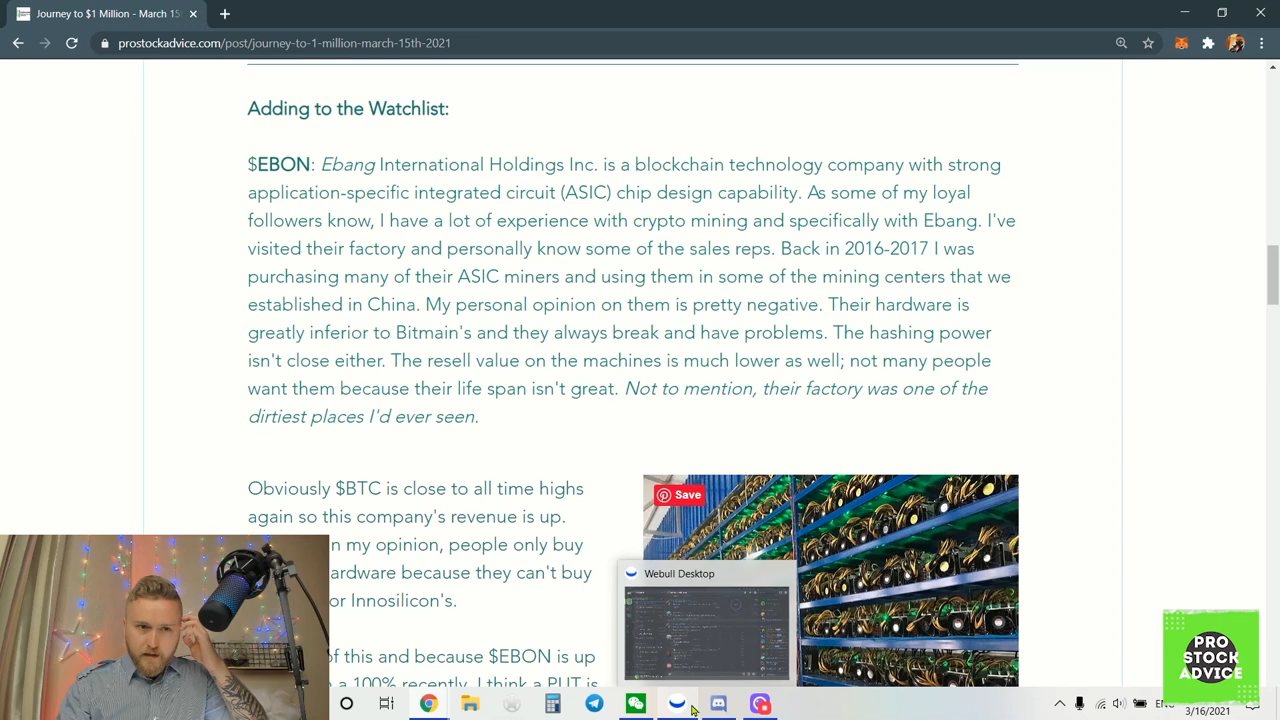 Journey to $1 Million - March 15
prostockadvice.com/post/journey-to-1-million-march-15th-2021
Adding to the Watchlist:
$EBON: Ebang International Holdings Inc. is a blockchain technology company with strong
application-specific integrated circuit (ASIC) chip design capability. As some of my loyal
followers know, I have a lot of experience with crypto mining and specifically with Ebang. I've
visited their factory and personally know some of the sales reps. Back in 2016-2017 I was
purchasing many of their ASIC miners and using them in some of the mining centers that we
established in China. My personal opinion on them is pretty negative. Their hardware is
greatly inferior to Bitmain's and they always break and have problems. The hashing power
isn't close either. The resell value on the machines is much lower as well; not many people
want them because their life span isn't great. Not to mention, their factory was one of the
dirtiest places I'd ever seen.
Obviously $BTC is close to all time highs
again so this company's revenue is up.
n my opinion, people only buy
ardware because they can't buy
or Innosilicon's.
f this and because $EBON is up
a 100% recently, I think a PUT is
Save
Webull Desktop
PRO
STOCK
ADVICE
ENG
3/16/2021